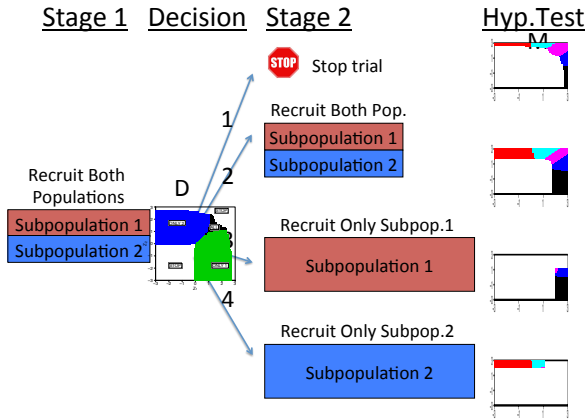 Stage 1 Decision Stage 2 Hyp.Test
M
STOP Stop trial
1
Recruit Both Pop.
Subpopulation 1
Subpopulation 2
2
Recruit Both
Populations
D
Subpopulation 1
Subpopulation 2
3
Recruit Only Subpop.1
Subpopulation 1
4
Recruit Only Subpop.2
Subpopulation 2